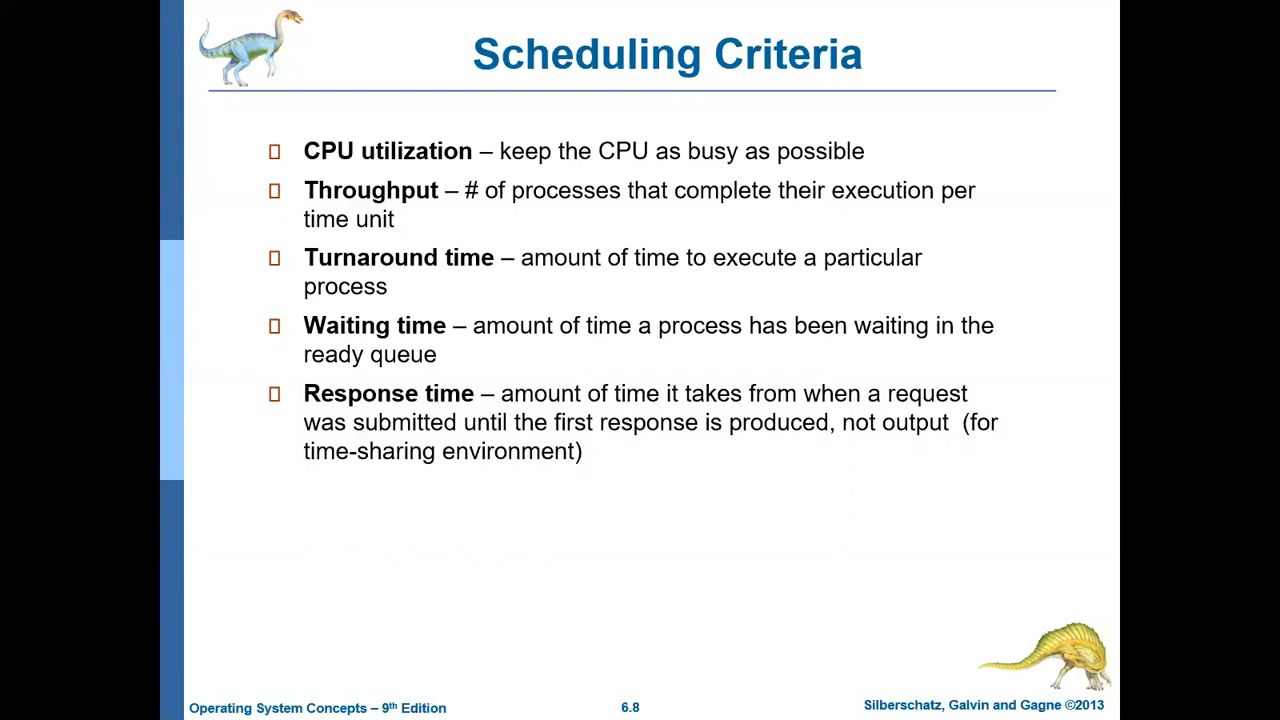 Scheduling Criteria
CPU utilization – keep the CPU as busy as possible
Throughput – # of processes that complete their execution per
time unit
Turnaround time – amount of time to execute a particular
process
Waiting time – amount of time a process has been waiting in the
ready queue
Response time – amount of time it takes from when a request
was submitted until the first response is produced, not output  (for
time-sharing environment)
Operating System Concepts – 9th Edition
6.8
Silberschatz, Galvin and Gagne ©2013